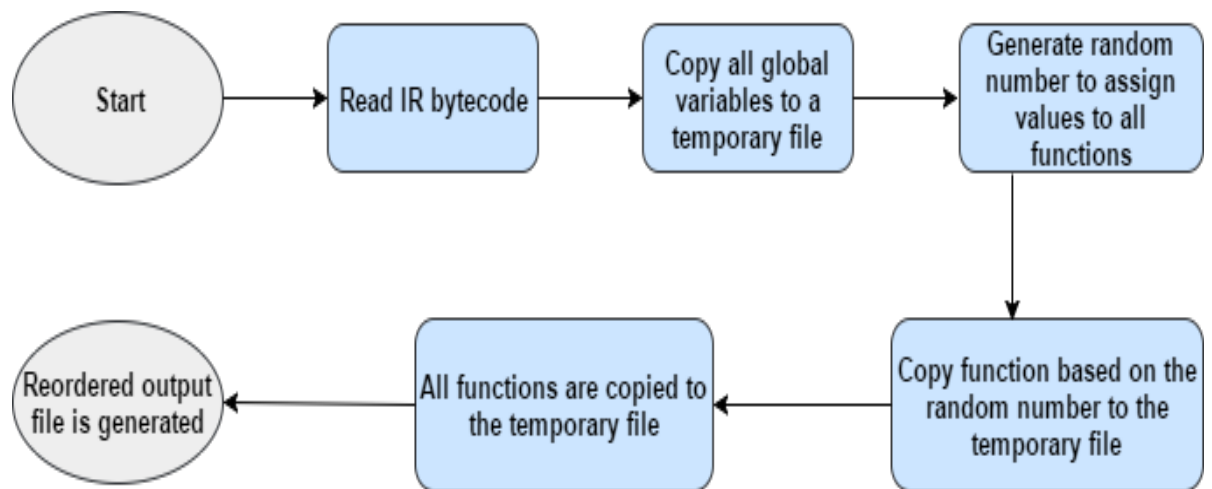 Start
Read IR bytecode
Copy all global
variables to a
temporary file
Generate random
number to assign
values to all
functions
Copy function based on the
random number to the
temporary file
All functions are copied to
the temporary file
Reordered output
file is generated